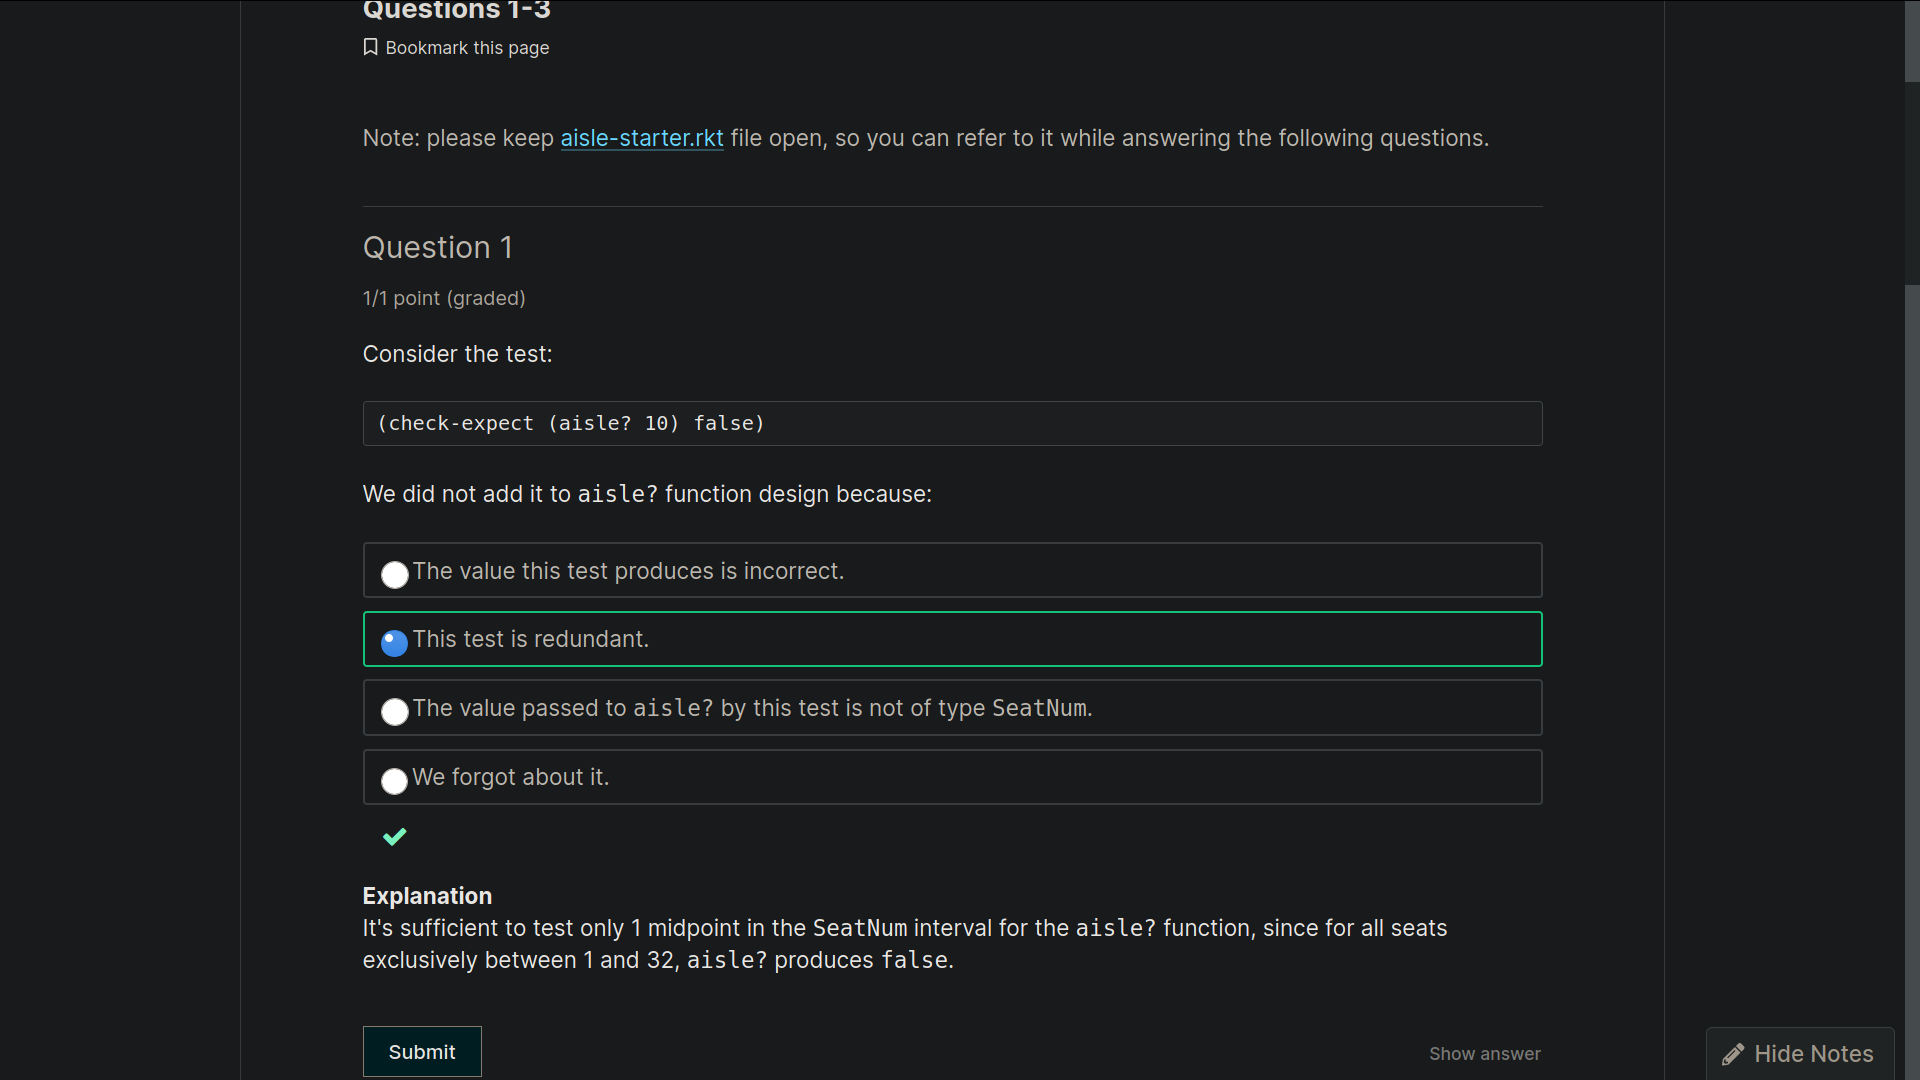 Questions 1-3
Bookmark this page
Note: please keep aisle-starter.rkt file open, so you can refer to it while answering the following questions.
Question 1
1/1 point (graded)
Consider the test:
(check-expect (aisle? 10) false)
We did not add it to aisle? function design because:
The value this test produces is incorrect.
This test is redundant.
The value passed to aisle? by this test is not of type SeatNum.
We forgot about it.
Explanation
It's sufficient to test only 1 midpoint in the SeatNum interval for the aisle? function, since for all seats
exclusively between 1 and 32, aisle? produces false.
Submit
Show answer
Hide Notes